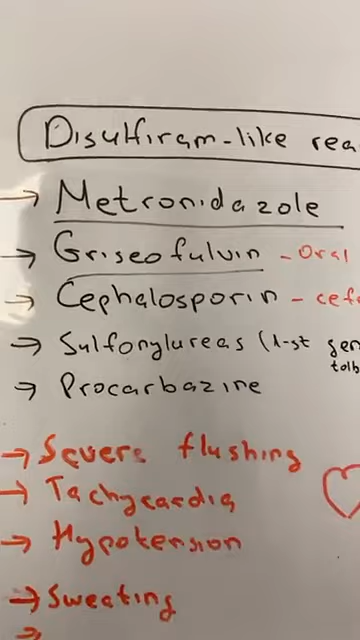 Disulfiram-like rea
→ Metronidazole
→ Griseofulvin - oral
→ Cephalosporin - cef
→ Sulfonylureas (1-st gen
tolb
→ Procarbazine
→ Severe flushing
→ Tachycardia
→ Hypotension
→ Sweating